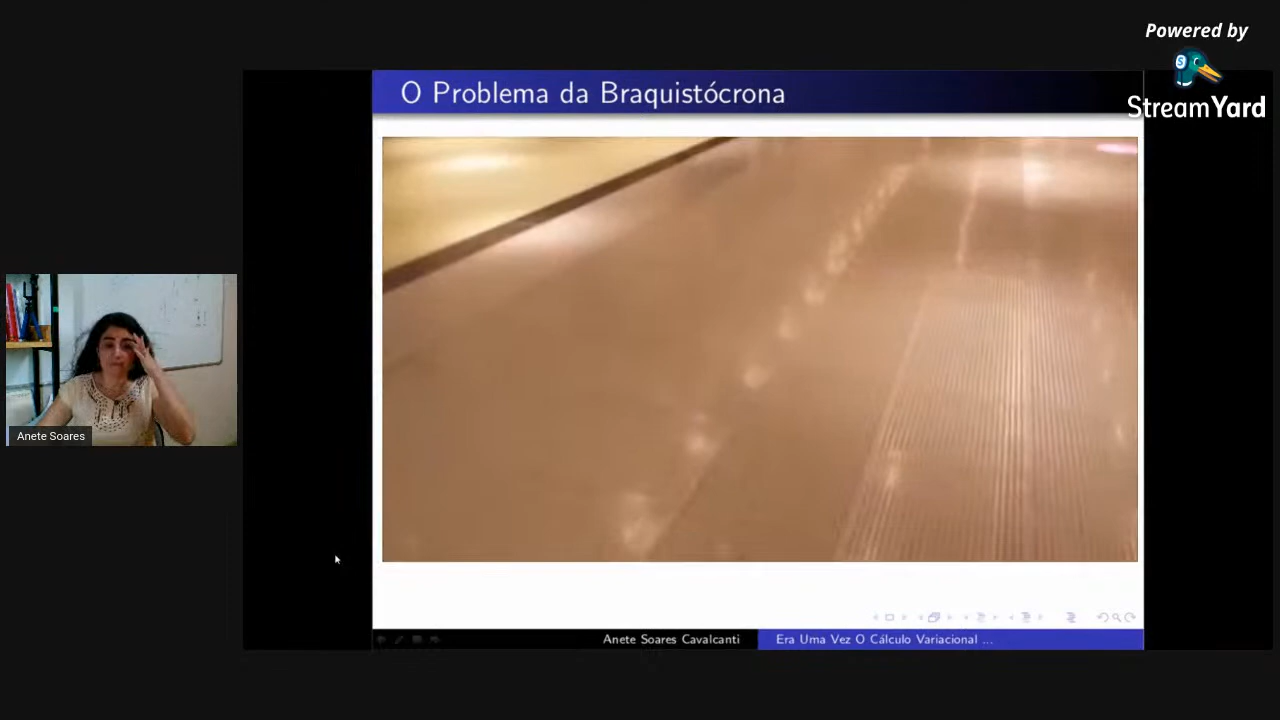 Powered by
StreamYard
O Problema da Braquistócrona
Anete Soares
Anete Soares Cavalcanti
Era Uma Vez O Cálculo Variacional ...